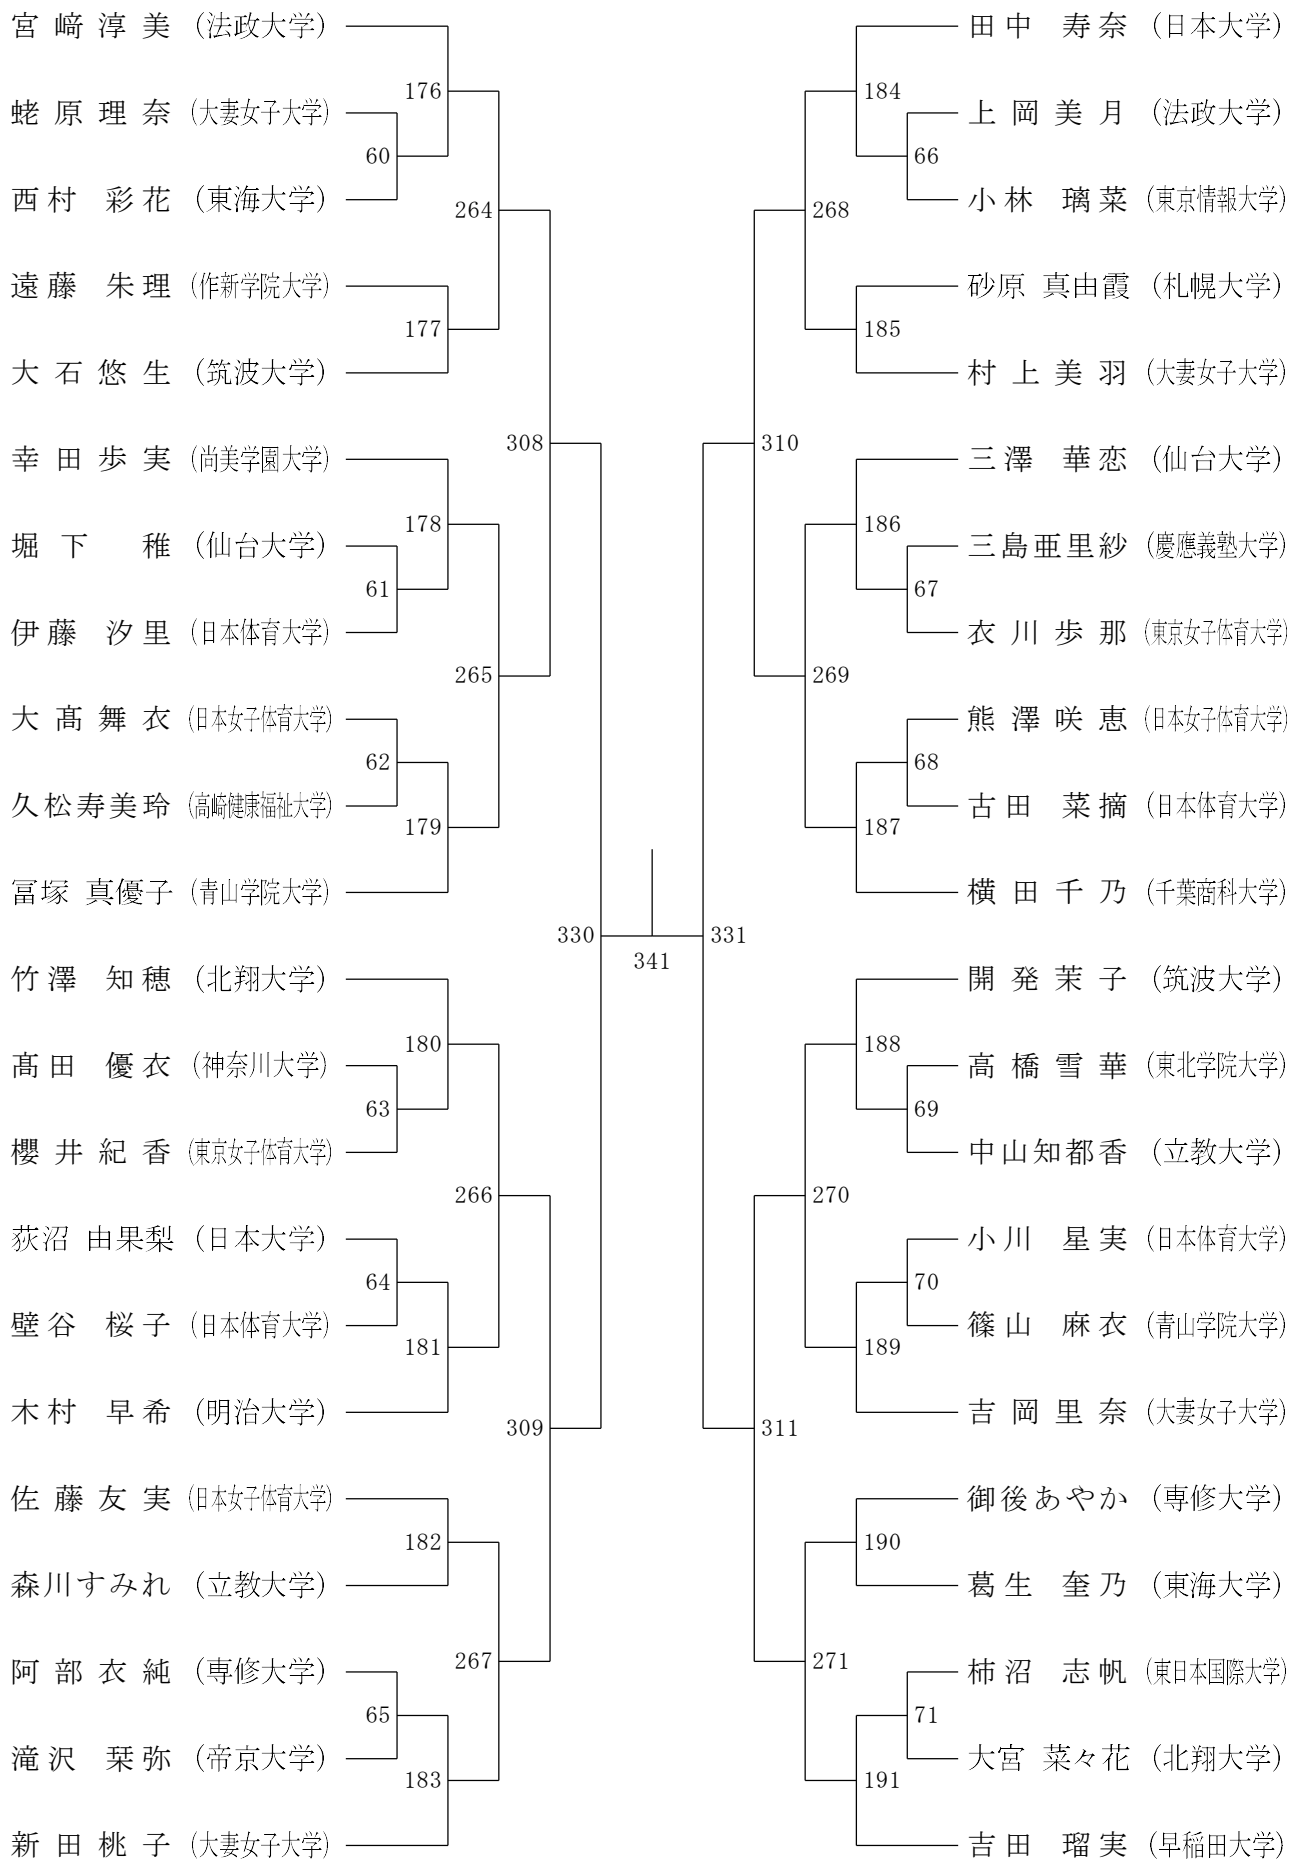 宮﨑淳美 (法政大学)
176
蛯原理奈 (大妻女子大学)
60
西村 彩花 (東海大学)
264
遠藤 朱理 (作新学院大学)
177
大石悠生 (筑波大学)
308
幸田歩実 (尚美学園大学)
178
堀下 稚 (仙台大学)
61
伊藤 汐里 (日本体育大学)
265
大髙舞衣 (日本女子体育大学)
62
久松寿美玲 (高崎健康福祉大学)
179
冨塚 真優子 (青山学院大学)
330
竹澤 知穂 (北翔大学)
180
髙田 優衣 (神奈川大学)
63
櫻井紀香 (東京女子体育大学)
266
荻沼 由果梨 (日本大学)
64
壁谷 桜子 (日本体育大学)
181
木村 早希 (明治大学)
309
佐藤友実 (日本女子体育大学)
182
森川すみれ (立教大学)
267
阿部衣純 (専修大学)
65
滝沢 栞弥 (帝京大学)
183
新田桃子 (大妻女子大学)
341
田中 寿奈 (日本大学)
184
上岡美月 (法政大学)
66
小林 璃菜 (東京情報大学)
268
砂原 真由霞 (札幌大学)
185
村上美羽 (大妻女子大学)
310
三澤 華恋 (仙台大学)
186
三島亜里紗 (慶應義塾大学)
67
衣川歩那 (東京女子体育大学)
269
熊澤咲恵 (日本女子体育大学)
68
古田 菜摘 (日本体育大学)
187
横田千乃 (千葉商科大学)
331
開発茉子 (筑波大学)
188
高橋雪華 (東北学院大学)
69
中山知都香 (立教大学)
270
小川 星実 (日本体育大学)
70
篠山 麻衣 (青山学院大学)
189
吉岡里奈 (大妻女子大学)
311
御後あやか (専修大学)
190
葛生 奎乃 (東海大学)
271
柿沼 志帆 (東日本国際大学)
71
大宮 菜々花 (北翔大学)
191
吉田 瑠実 (早稲田大学)